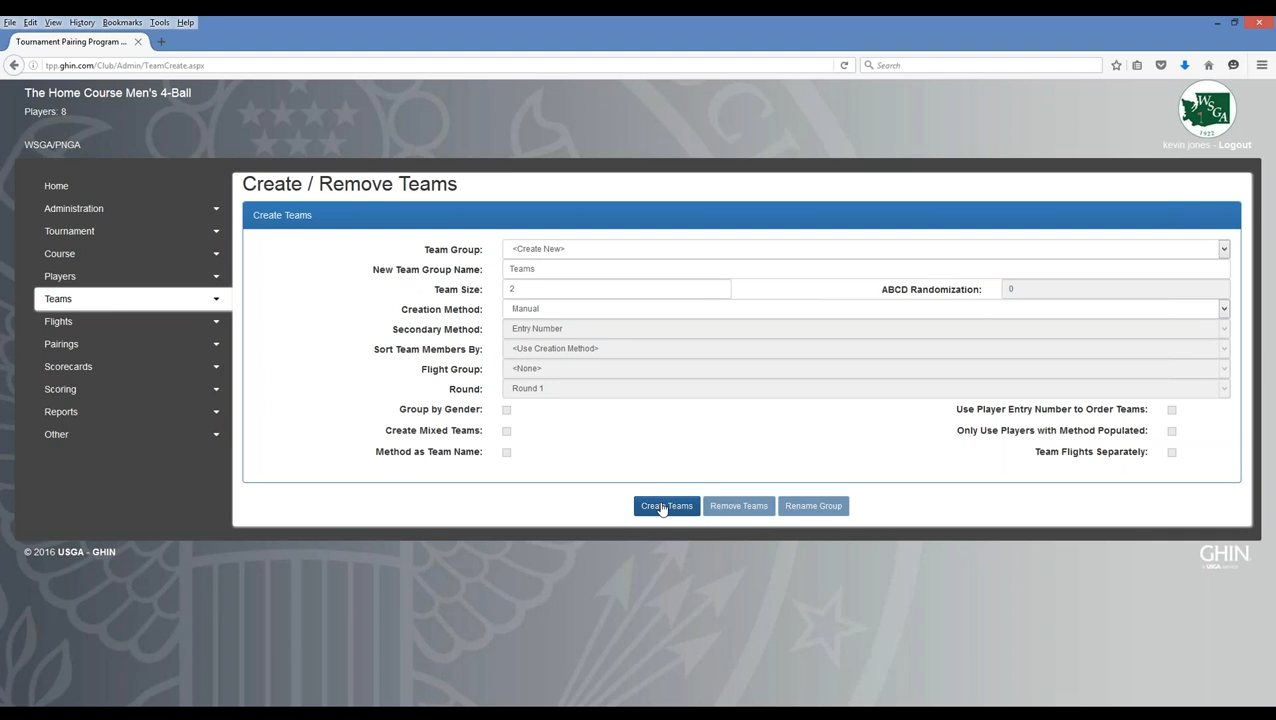 File Edit View History Bookmarks Tools Help
Tournament Pairing Program ...
tpp.ghin.com/Club/Admin/TeamCreate.aspx
Search
The Home Course Men's 4-Ball
Players: 8
WSGA/PNGA
WSGA
1922
kevin jones - Logout
Home
Administration
Tournament
Course
Players
Teams
Flights
Pairings
Scorecards
Scoring
Reports
Other
Create / Remove Teams
Create Teams
Team Group: <Create New>
New Team Group Name: Teams
Team Size: 2 ABCD Randomization: 0
Creation Method: Manual
Secondary Method: Entry Number
Sort Team Members By: <Use Creation Method>
Flight Group: <None>
Round: Round 1
Group by Gender: Use Player Entry Number to Order Teams:
Create Mixed Teams: Only Use Players with Method Populated:
Method as Team Name: Team Flights Separately:
Create Teams Remove Teams Rename Group
© 2016 USGA - GHIN
GHIN